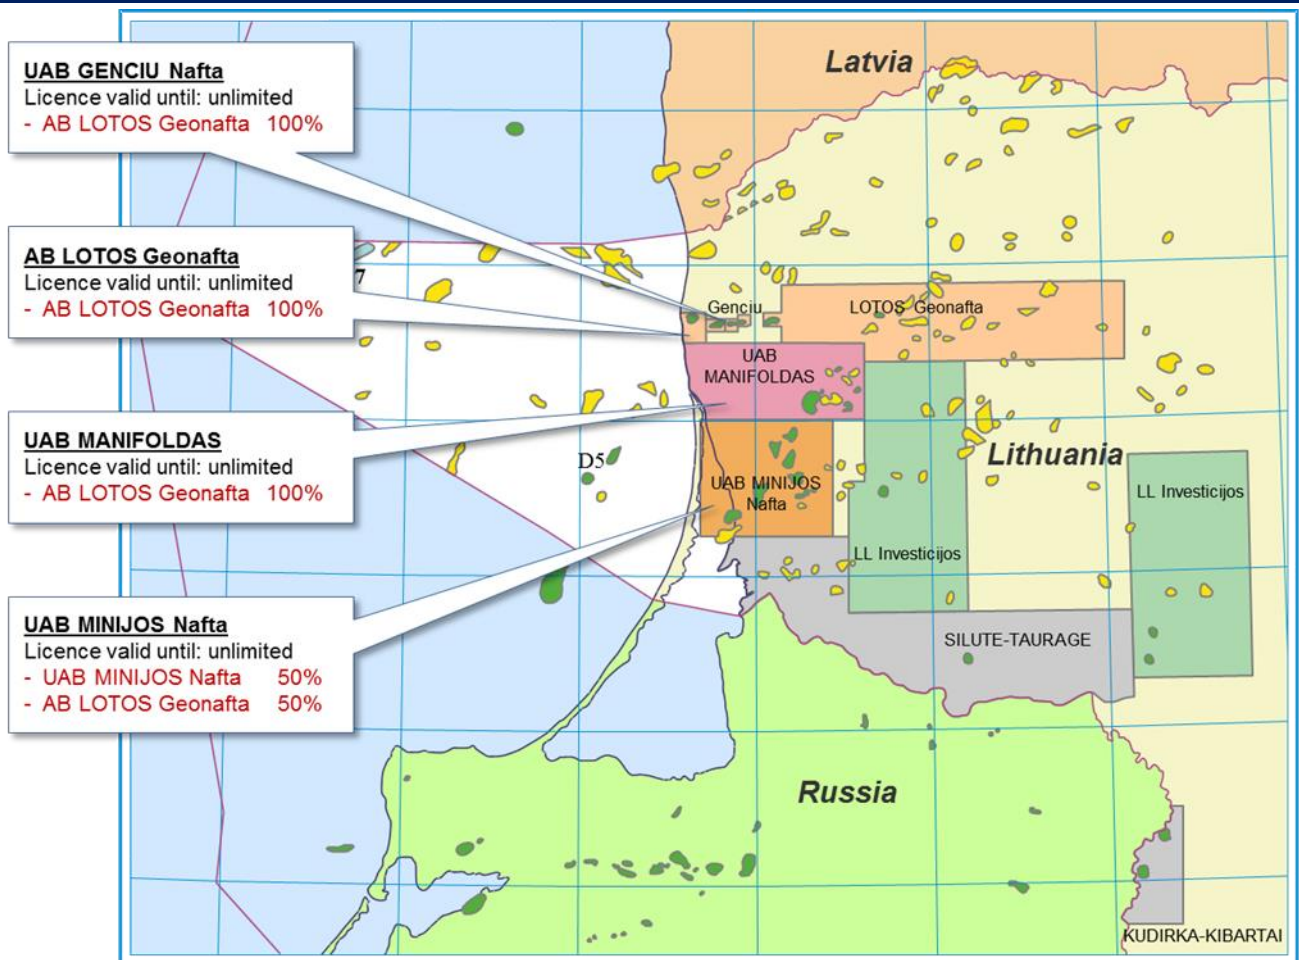 UAB GENCIU Nafta
Licence valid until: unlimited
- AB LOTOS Geonafta 100%
AB LOTOS Geonafta
Licence valid until: unlimited
- AB LOTOS Geonafta 100%
UAB MANIFOLDAS
Licence valid until: unlimited
- AB LOTOS Geonafta 100%
UAB MINIJOS Nafta
Licence valid until: unlimited
- UAB MINIJOS Nafta 50%
- AB LOTOS Geonafta 50%
Latvia
7
Genciu
LOTOS Geonafta
UAB
MANIFOLDAS
D5
Lithuania
UAB MINIJOS
Nafta
LL Investicijos
LL Investicijos
SILUTE-TAURAGE
Russia
KUDIRKA-KIBARTAI